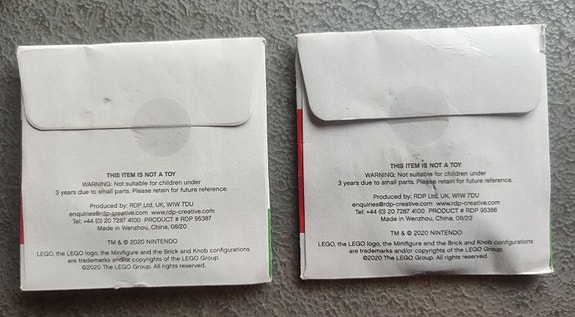 THIS ITEM IS NOT A TOY
WARNING: Not suitable for children under
3 years due to small parts. Please retain for future reference.
Produced by: RDP Ltd, UK, W1W 7DU
enquiries@rdp-creative.com www.rdp-creative.com
Tel: +44 (0) 20 7287 4100 PRODUCT # RDP 95387
Made in Wenzhou, China, 08/20
TM & © 2020 NINTENDO
LEGO, the LEGO logo, the Minifigure and the Brick and Knob configurations
are trademarks and/or copyrights of the LEGO Group.
©2020 The LEGO Group. All rights reserved.
THIS ITEM IS NOT A TOY
WARNING: Not suitable for children under
3 years due to small parts. Please retain for future reference.
Produced by: RDP Ltd, UK, W1W 7DU
enquiries@rdp-creative.com www.rdp-creative.com
Tel: +44 (0) 20 7287 4100 PRODUCT # RDP 95386
Made in Wenzhou, China, 08/20
TM & © 2020 NINTENDO
LEGO, the LEGO logo, the Minifigure and the Brick and Knob configurations
are trademarks and/or copyrights of the LEGO Group.
©2020 The LEGO Group. All rights reserved.